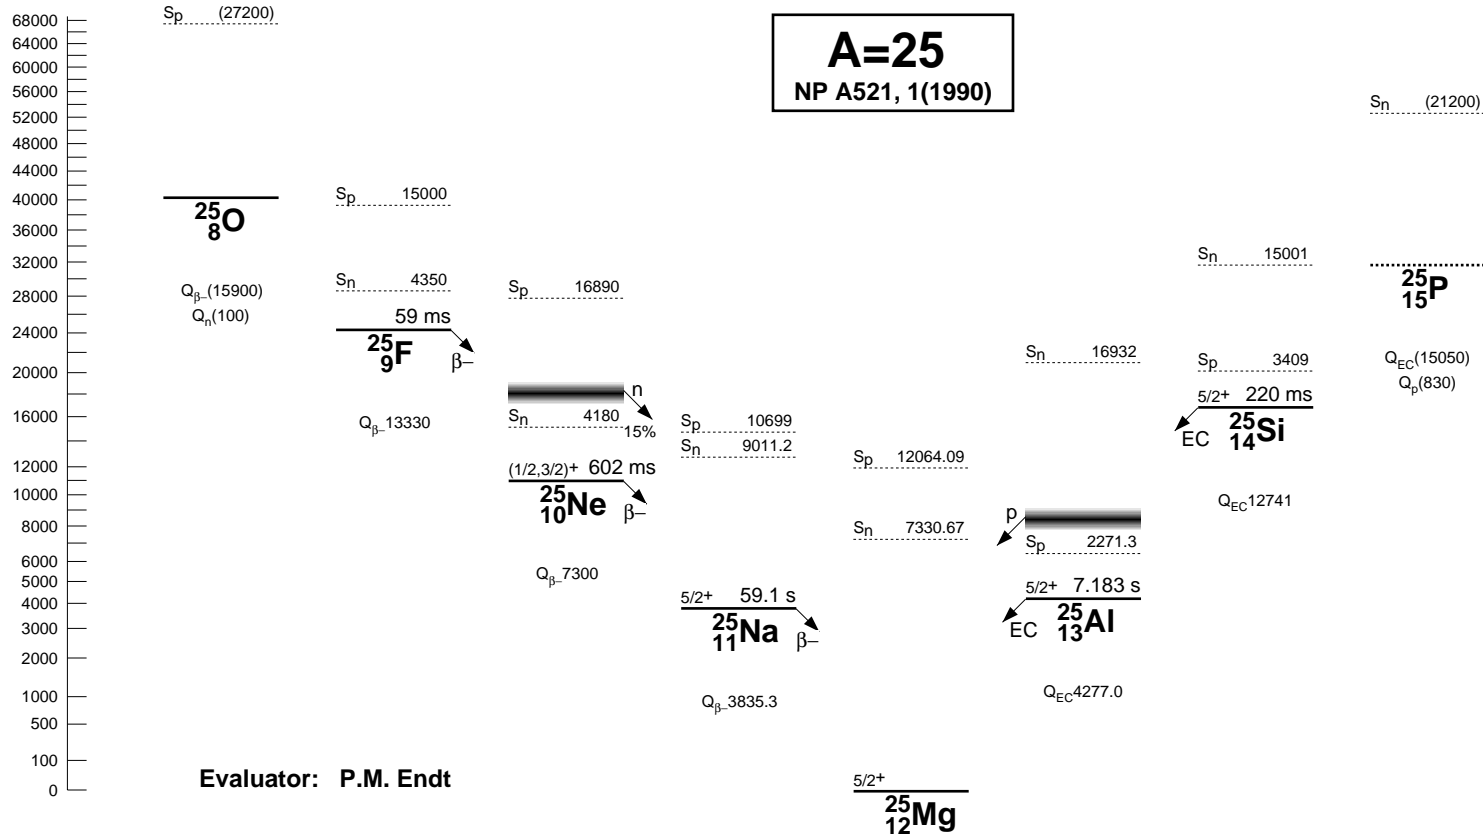 A=25
NP A521, 1(1990)
68000
64000
60000
56000
52000
48000
44000
40000
36000
32000
28000
24000
20000
16000
12000
10000
8000
6000
5000
4000
3000
2000
1000
500
100
0
Sp (27200)
25 8 O
Qβ−(15900)
Qn(100)
Sp 15000
Sn 4350
59 ms
25 9 F
β−
Qβ−13330
Sp 16890
n
Sn 4180
15%
(1/2,3/2)+ 602 ms
25 10 Ne
β−
Qβ−7300
Sp 10699
Sn 9011.2
5/2+ 59.1 s
25 11 Na
β−
Qβ−3835.3
Sp 12064.09
Sn 7330.67
5/2+
25 12 Mg
Sn 16932
p
Sp 2271.3
5/2+ 7.183 s
25 13 Al
EC
QEC4277.0
Sn 15001
Sp 3409
5/2+ 220 ms
25 14 Si
EC
QEC12741
Sn (21200)
25 15 P
QEC(15050)
Qp(830)
Evaluator: P.M. Endt